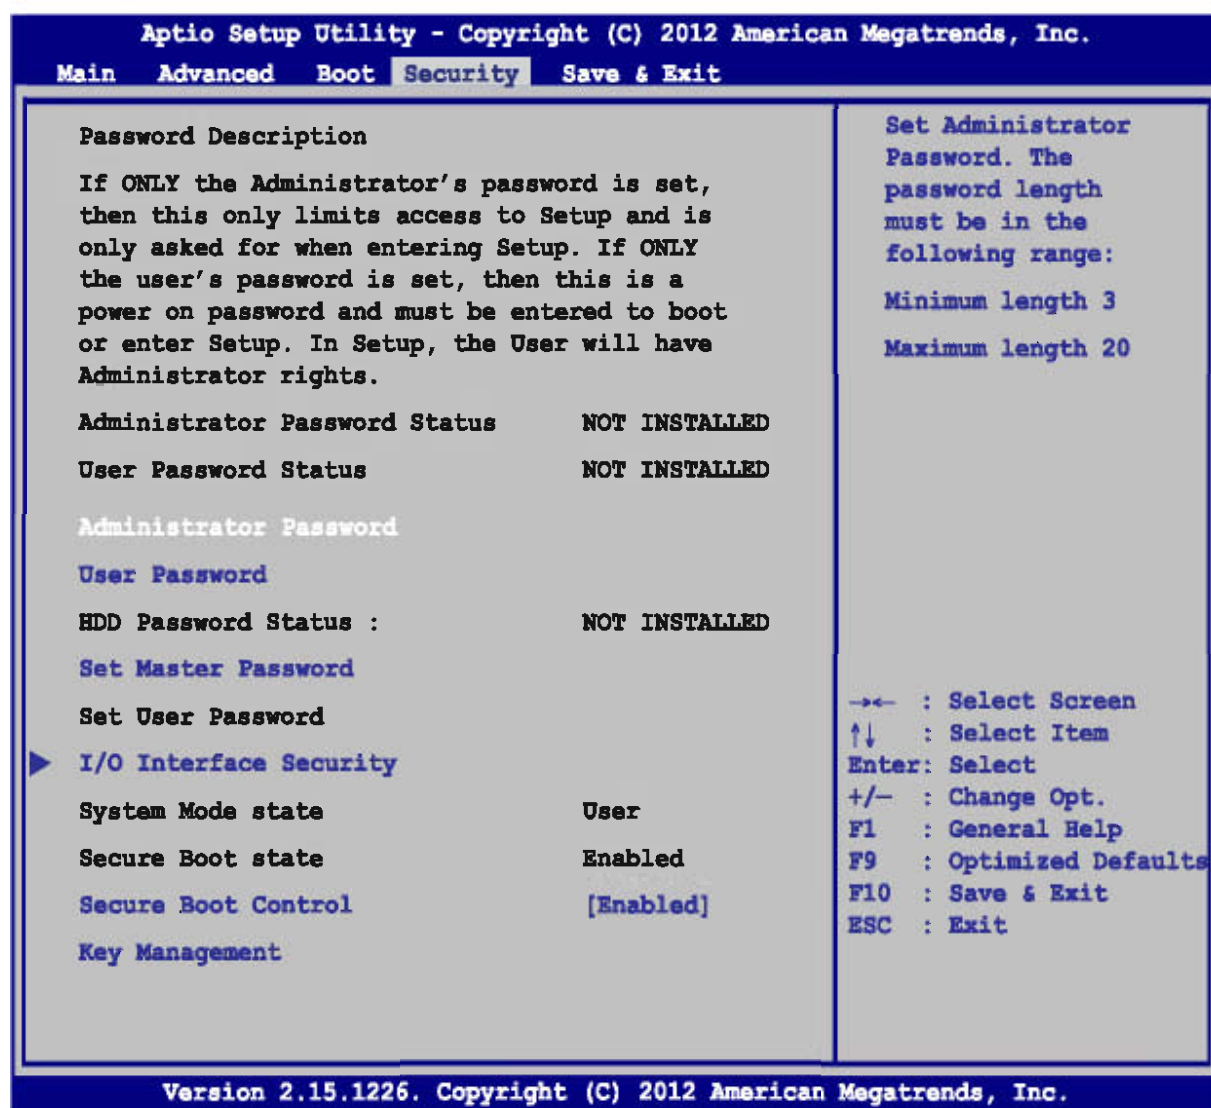 Aptio Setup Utility - Copyright (C) 2012 American Megatrends, Inc.
Main Advanced Boot Security Save & Exit
Password Description
If ONLY the Administrator's password is set,
then this only limits access to Setup and is
only asked for when entering Setup. If ONLY
the user's password is set, then this is a
power on password and must be entered to boot
or enter Setup. In Setup, the User will have
Administrator rights.
Administrator Password Status NOT INSTALLED
User Password Status NOT INSTALLED
Administrator Password
User Password
HDD Password Status : NOT INSTALLED
Set Master Password
Set User Password
I/O Interface Security
System Mode state User
Secure Boot state Enabled
Secure Boot Control [Enabled]
Key Management
Set Administrator
Password. The
password length
must be in the
following range:
Minimum length 3
Maximum length 20
→← : Select Screen
↑↓ : Select Item
Enter: Select
+/— : Change Opt.
F1 : General Help
F9 : Optimized Defaults
F10 : Save & Exit
ESC : Exit
Version 2.15.1226. Copyright (C) 2012 American Megatrends, Inc.